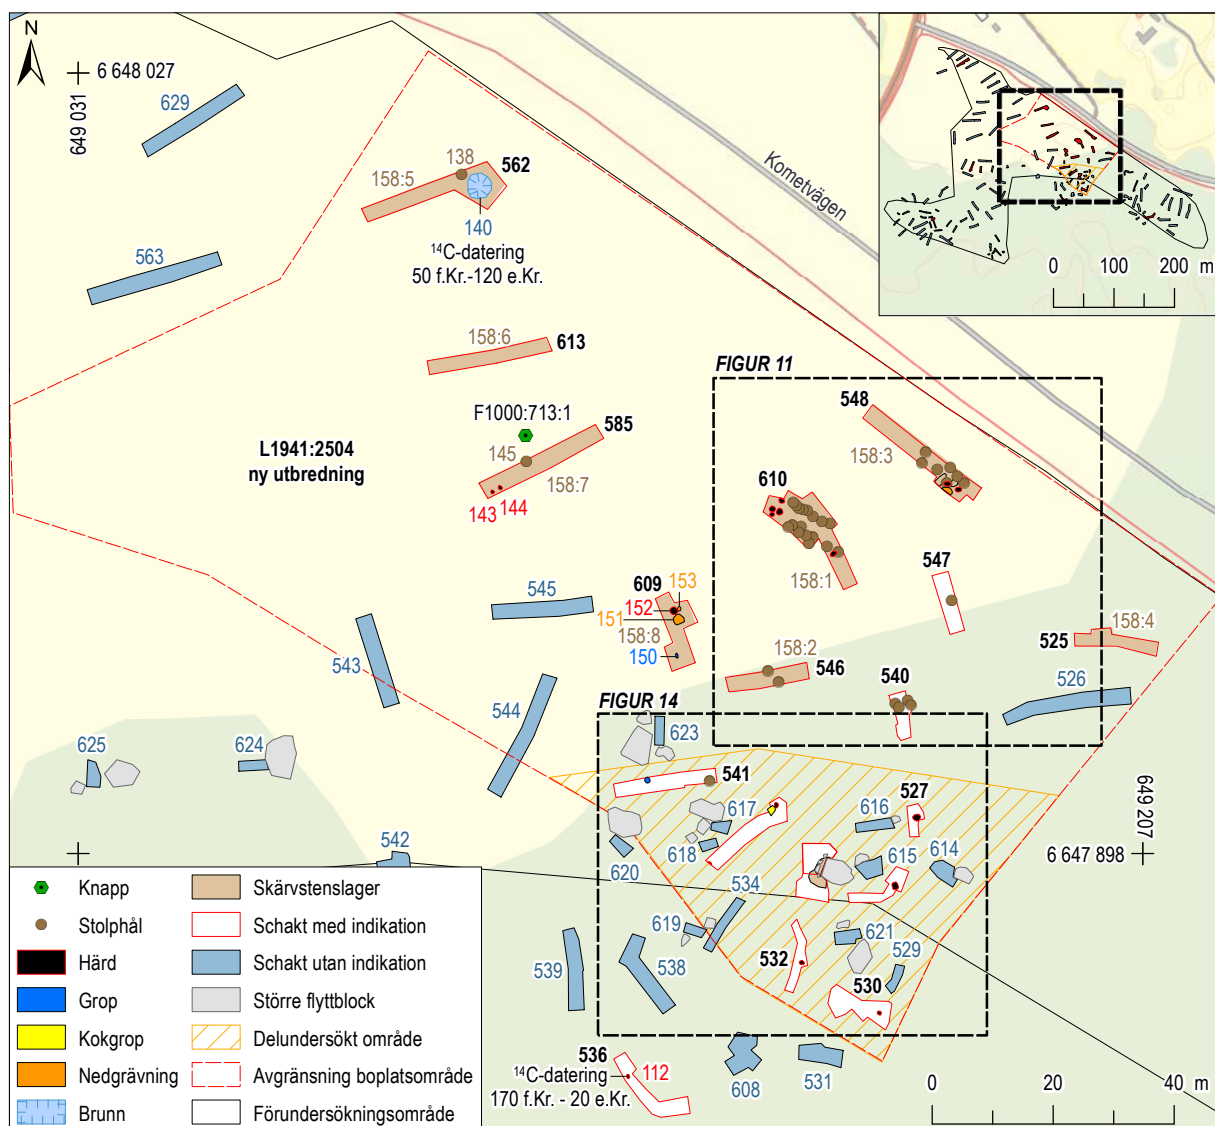 N
6 648 027
649 031
629
Kometvägen
0 100 200 m
138
562
158:5
140
¹⁴C-datering
50 f.Kr.-120 e.Kr.
563
158:6
613
FIGUR 11
F1000:713:1
585
548
L1941:2504
ny utbredning
145
158:7
158:3
143
144
610
547
545
609
153
152
151
158:8
150
158:1
158:4
525
543
158:2
546
540
526
544
FIGUR 14
623
625
624
541
527
649 207
617
616
542
618
615
614
6 647 898
620
534
619
621
539
538
532
529
530
536
¹⁴C-datering
170 f.Kr. - 20 e.Kr.
112
608
531
0 20 40 m
Knapp
Stolphål
Härd
Grop
Kokgrop
Nedgrävning
Brunn
Skärvstenslager
Schakt med indikation
Schakt utan indikation
Större flyttblock
Delundersökt område
Avgränsning boplatsområde
Förundersökningsområde